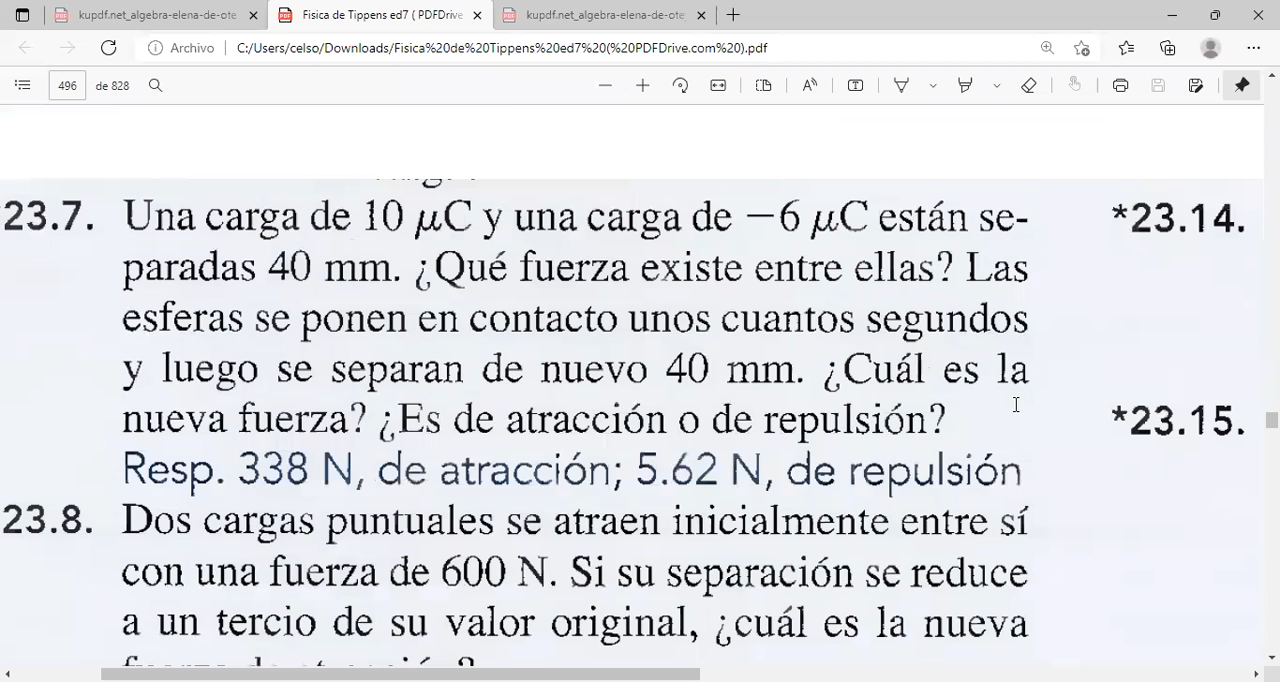 kupdf.net_algebra-elena-de-ote
Fisica de Tippens ed7 ( PDFDrive
kupdf.net_algebra-elena-de-ote
Archivo
C:/Users/celso/Downloads/Fisica%20de%20Tippens%20ed7%20(%20PDFDrive.com%20).pdf
496 de 828
23.7. Una carga de 10 μC y una carga de −6 μC están se- *23.14.
paradas 40 mm. ¿Qué fuerza existe entre ellas? Las
esferas se ponen en contacto unos cuantos segundos
y luego se separan de nuevo 40 mm. ¿Cuál es la
nueva fuerza? ¿Es de atracción o de repulsión? *23.15.
Resp. 338 N, de atracción; 5.62 N, de repulsión
23.8. Dos cargas puntuales se atraen inicialmente entre sí
con una fuerza de 600 N. Si su separación se reduce
a un tercio de su valor original, ¿cuál es la nueva